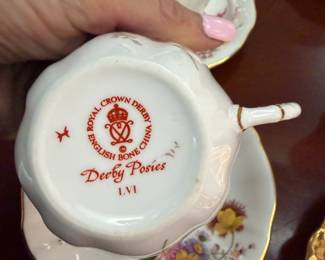 ROYAL CROWN DERBY
©
ENGLISH BONE CHINA
Derby Posies
LVI